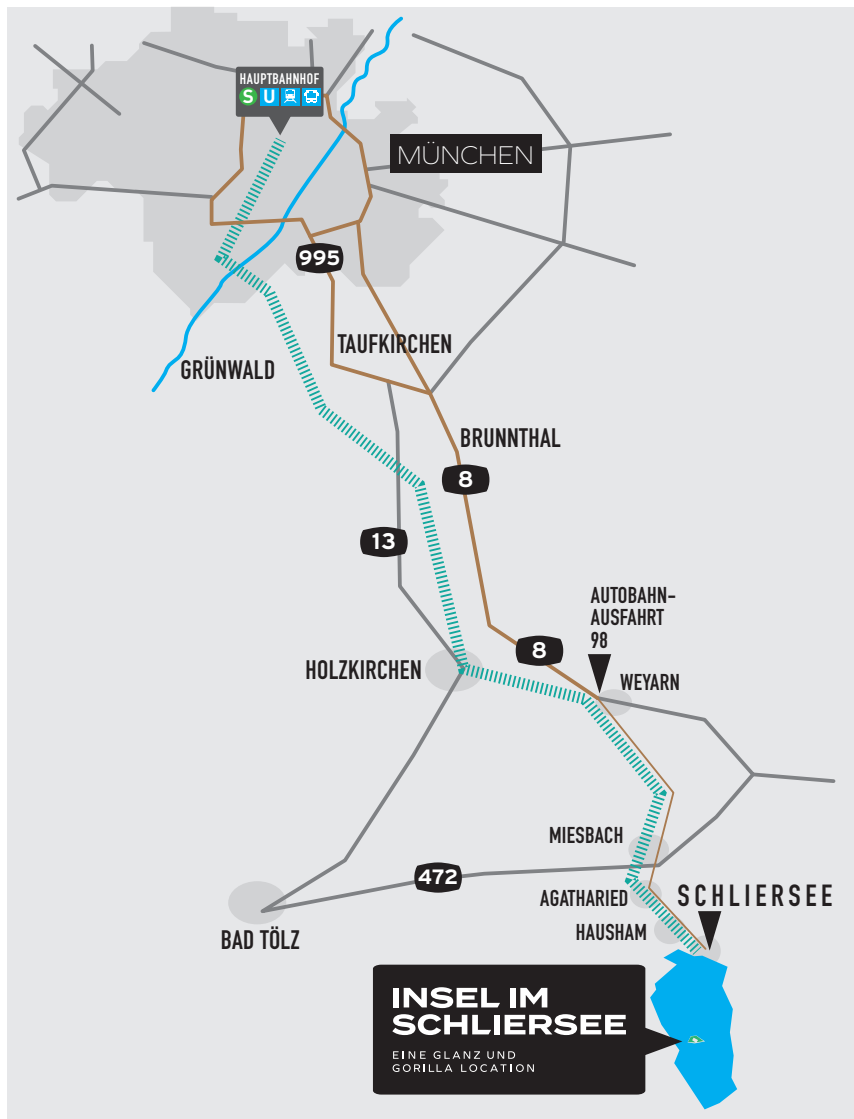 HAUPTBAHNHOF
S U
MÜNCHEN
995
TAUFKIRCHEN
GRÜNWALD
BRUNNTHAL
8
13
AUTOBAHN-
AUSFAHRT
98
8
HOLZKIRCHEN
WEYARN
MIESBACH
472
AGATHARIED
SCHLIERSEE
HAUSHAM
BAD TÖLZ
INSEL IM
SCHLIERSEE
EINE GLANZ UND
GORILLA LOCATION